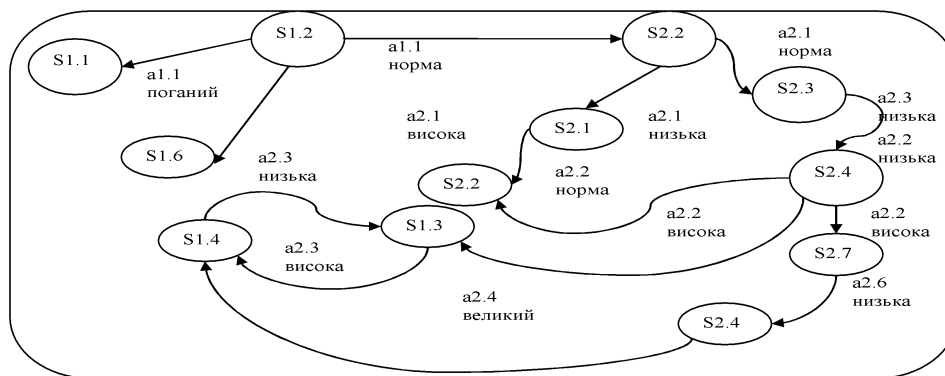 S1.2
S2.2
a2.1
норма
S1.1
a1.1
поганий
a1.1
норма
S2.3
a2.3
низька
S2.1
a2.1
висока
a2.1
низька
S1.6
a2.3
низька
S2.2
a2.2
норма
a2.2
низька
S2.4
S1.4
S1.3
a2.2
висока
a2.2
висока
a2.3
висока
S2.7
a2.6
низька
a2.4
великий
S2.4